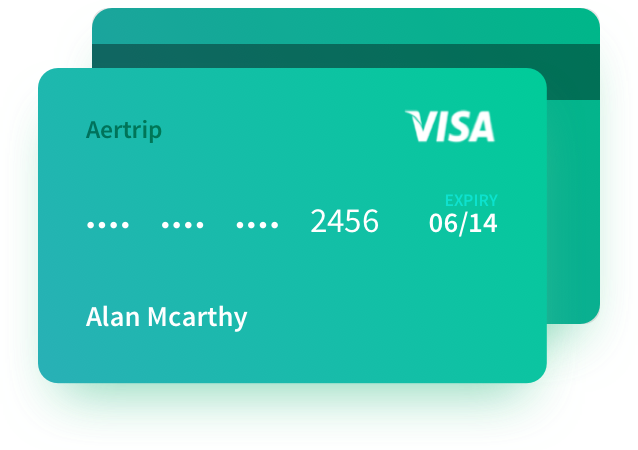 Aertrip VISA
EXPIRY
•••• •••• •••• 2456 06/14
Alan Mcarthy